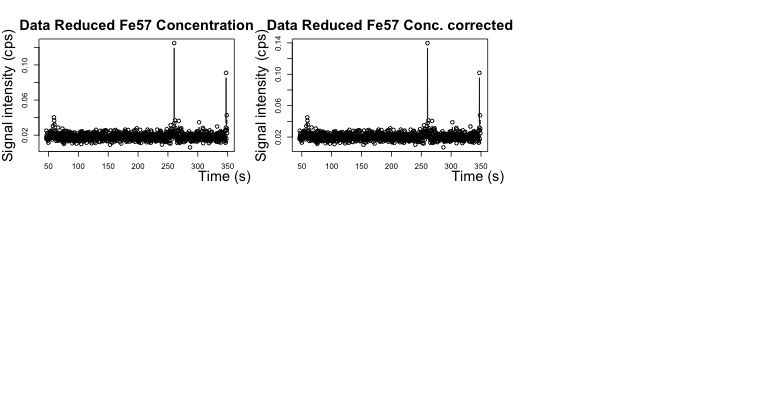 Data Reduced Fe57 Concentration
Signal intensity (cps)
0.10
0.06
0.02
50 100 150 200 250 300 350
Time (s)
Data Reduced Fe57 Conc. corrected
Signal intensity (cps)
0.14
0.10
0.06
0.02
50 100 150 200 250 300 350
Time (s)